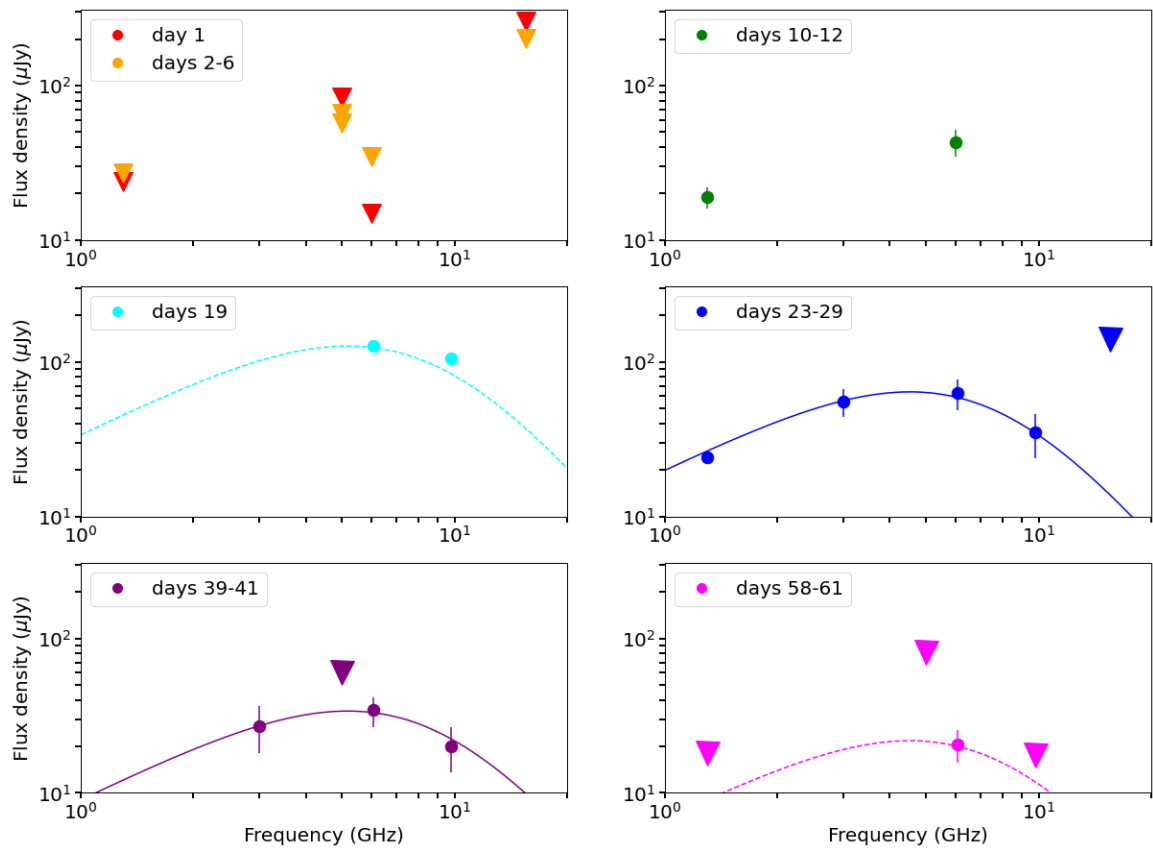 Flux density (μJy)
10²
10¹
10⁰
10¹
day 1
days 2-6
10²
10¹
10⁰
10¹
days 10-12
Flux density (μJy)
10²
10¹
10⁰
10¹
days 19
10²
10¹
10⁰
10¹
days 23-29
Flux density (μJy)
10²
10¹
10⁰
10¹
Frequency (GHz)
days 39-41
10²
10¹
10⁰
10¹
Frequency (GHz)
days 58-61